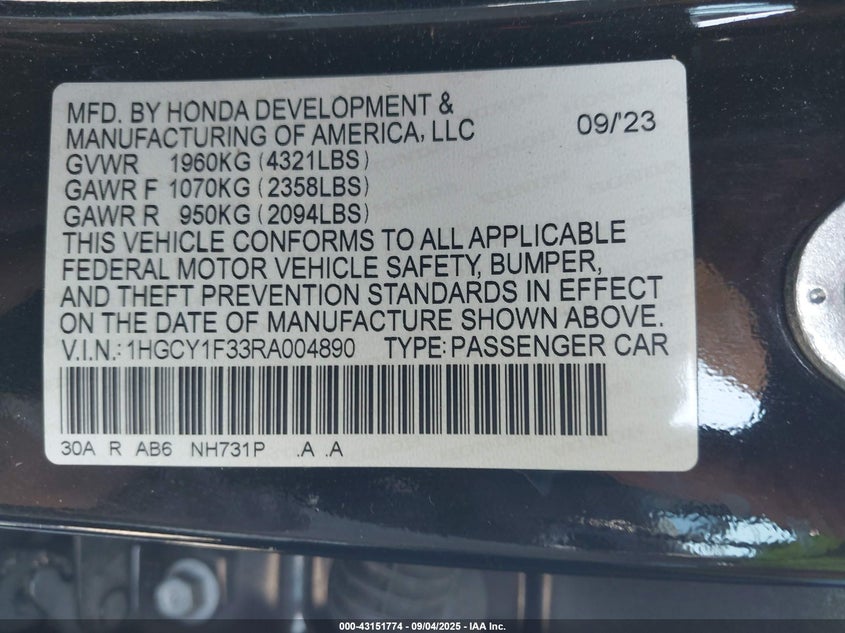 MFD. BY HONDA DEVELOPMENT &
MANUFACTURING OF AMERICA, LLC 09/'23
GVWR 1960KG (4321LBS)
GAWR F 1070KG (2358LBS)
GAWR R 950KG (2094LBS)
THIS VEHICLE CONFORMS TO ALL APPLICABLE
FEDERAL MOTOR VEHICLE SAFETY, BUMPER,
AND THEFT PREVENTION STANDARDS IN EFFECT
ON THE DATE OF MANUFACTURE SHOWN ABOVE.
V.I.N.: 1HGCY1F33RA004890 TYPE: PASSENGER CAR
30A R AB6 NH731P .A .A
000-43151774 - 09/04/2025 - IAA Inc.